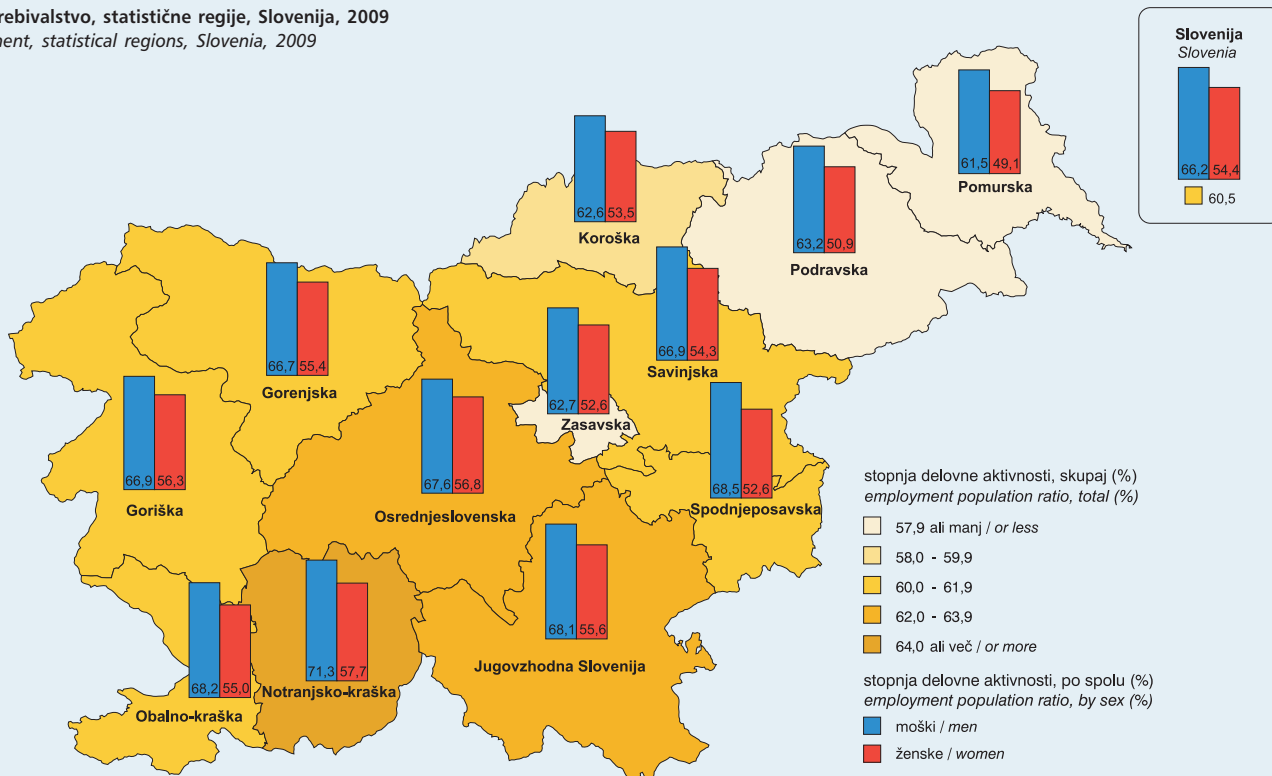 rebivalstvo, statistične regije, Slovenija, 2009
ent, statistical regions, Slovenia, 2009
Slovenija
Slovenia
66,2 54,4
60,5
61,5 49,1
Pomurska
62,6 53,5
Koroška
63,2 50,9
Podravska
66,7 55,4
Gorenjska
66,9 54,3
Savinjska
62,7 52,6
Zasavska
66,9 56,3
Goriška
67,6 56,8
Osrednjeslovenska
68,5 52,6
Spodnjeposavska
68,1 55,6
Jugovzhodna Slovenija
71,3 57,7
Notranjsko-kraška
68,2 55,0
Obalno-kraška
stopnja delovne aktivnosti, skupaj (%)
employment population ratio, total (%)
57,9 ali manj / or less
58,0 - 59,9
60,0 - 61,9
62,0 - 63,9
64,0 ali več / or more
stopnja delovne aktivnosti, po spolu (%)
employment population ratio, by sex (%)
moški / men
ženske / women